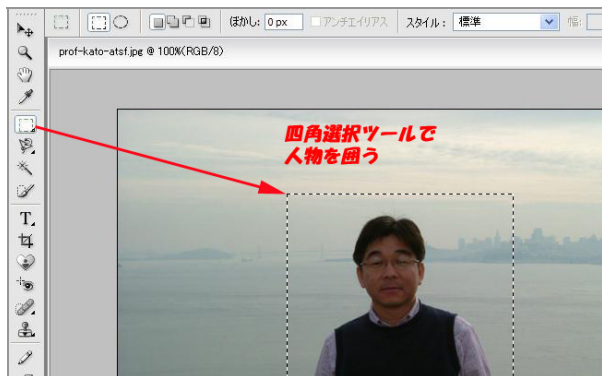 ぼかし: 0 px アンチエイリアス スタイル: 標準 幅:
prof-kato-atsf.jpg @ 100%(RGB/8)
四角選択ツールで
人物を囲う
T